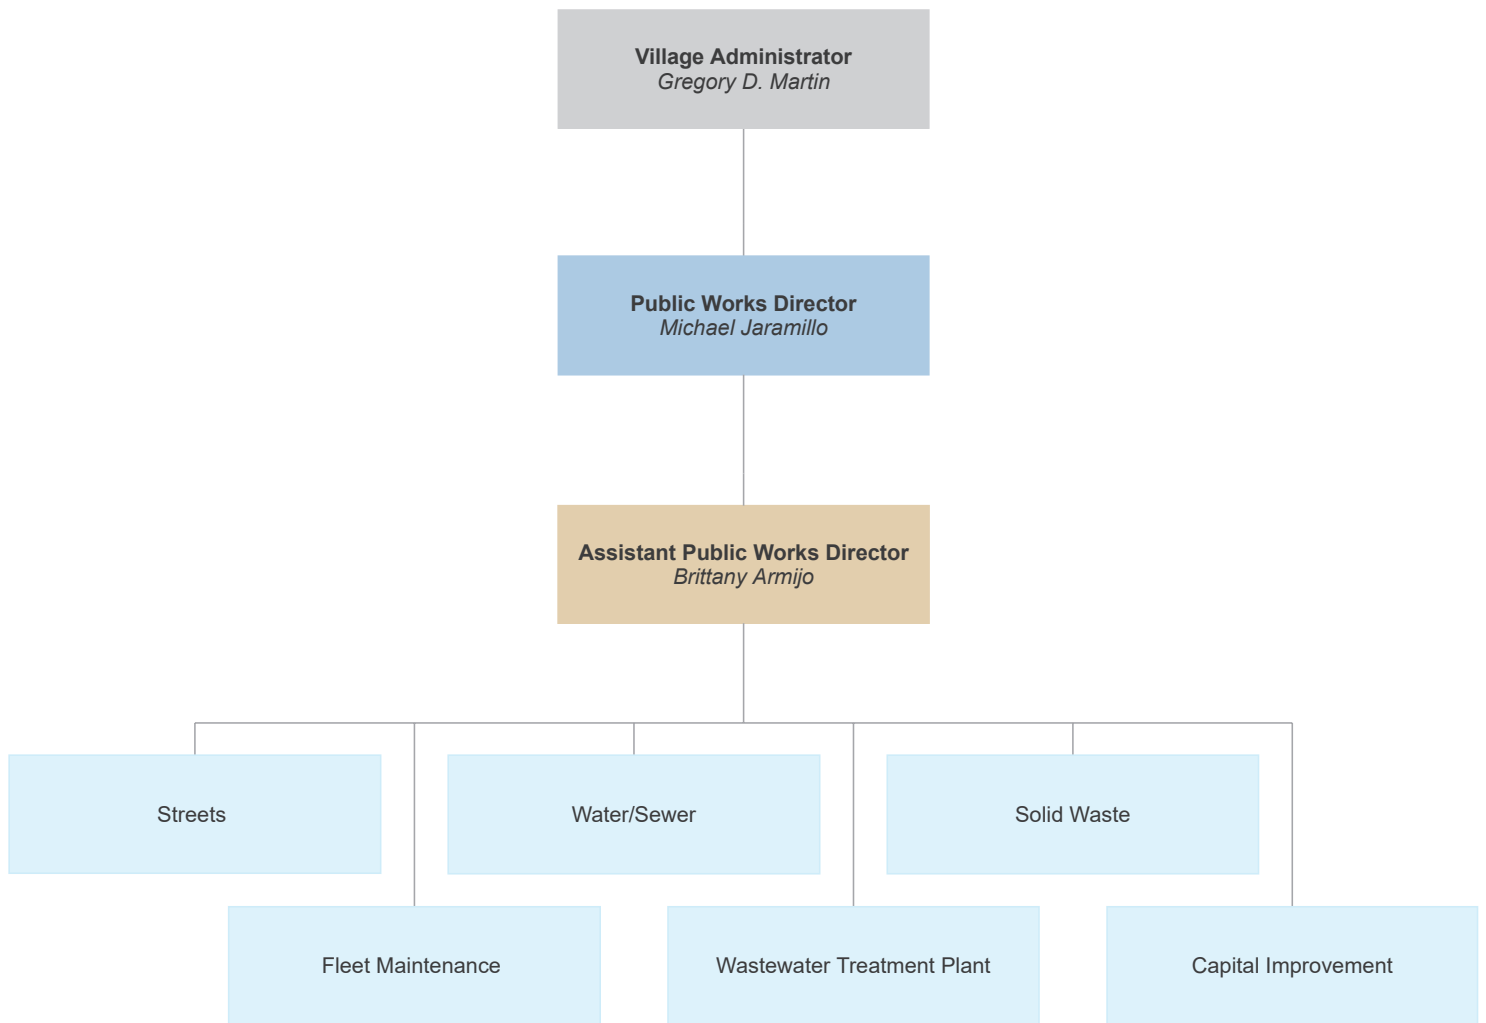 Village Administrator
Gregory D. Martin
Public Works Director
Michael Jaramillo
Assistant Public Works Director
Brittany Armijo
Streets
Water/Sewer
Solid Waste
Fleet Maintenance
Wastewater Treatment Plant
Capital Improvement